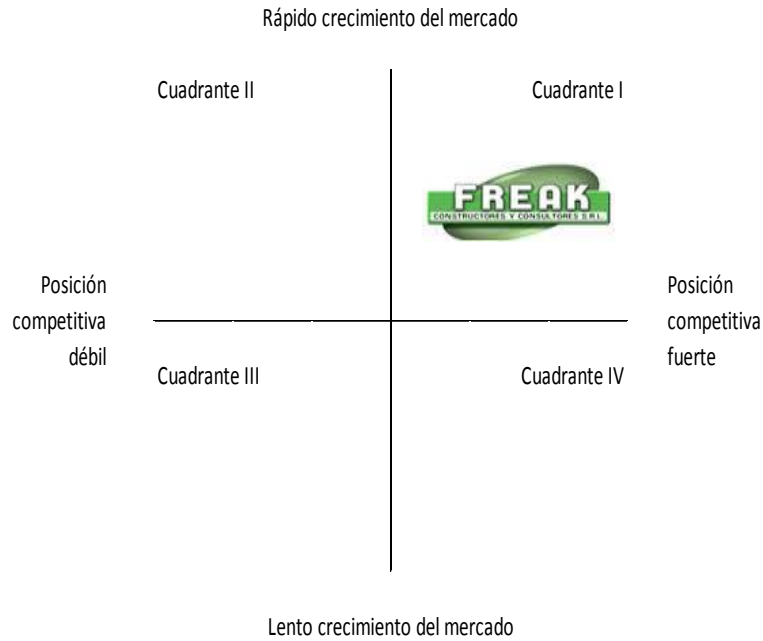 Rápido crecimiento del mercado
Cuadrante II
Cuadrante I
FREAK
CONSTRUCTORES Y CONSULTORES S.R.L.
Posición
competitiva
débil
Posición
competitiva
fuerte
Cuadrante III
Cuadrante IV
Lento crecimiento del mercado